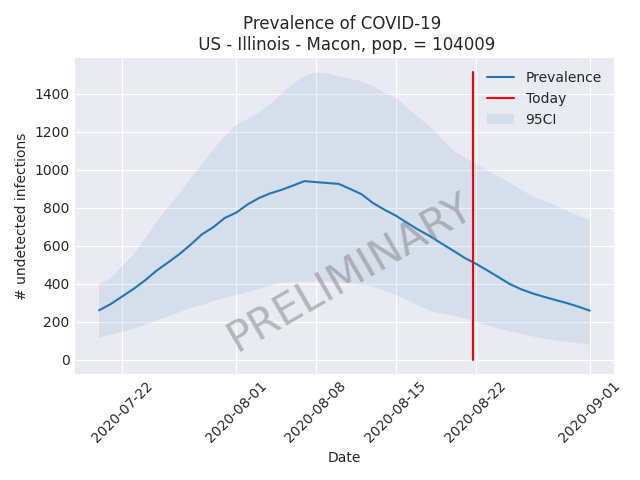 Prevalence of COVID-19
US - Illinois - Macon, pop. = 104009
Prevalence
Today
95CI
# undetected infections
1400
1200
1000
800
600
400
200
0
PRELIMINARY
2020-07-22
2020-08-01
2020-08-08
2020-08-15
2020-08-22
2020-09-01
Date